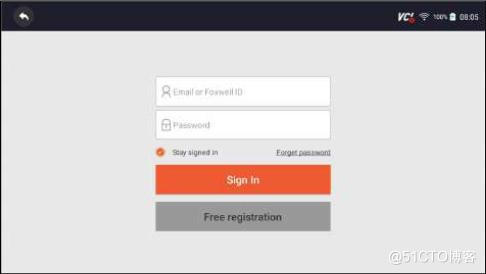 VCI 100% 08:05
Email or Foxwell ID
Password
Stay signed in Forget password
Sign In
Free registration
@51CTO博客